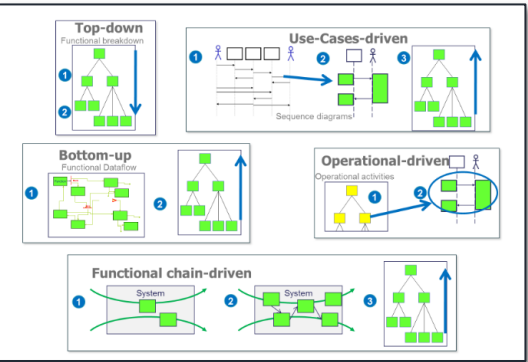 Top-down
Functional breakdown
1
2
Use-Cases-driven
1
2
3
Sequence diagrams
Bottom-up
Functional Dataflow
1
2
Operational-driven
Operational activities
1
2
Functional chain-driven
1
System
2
System
3